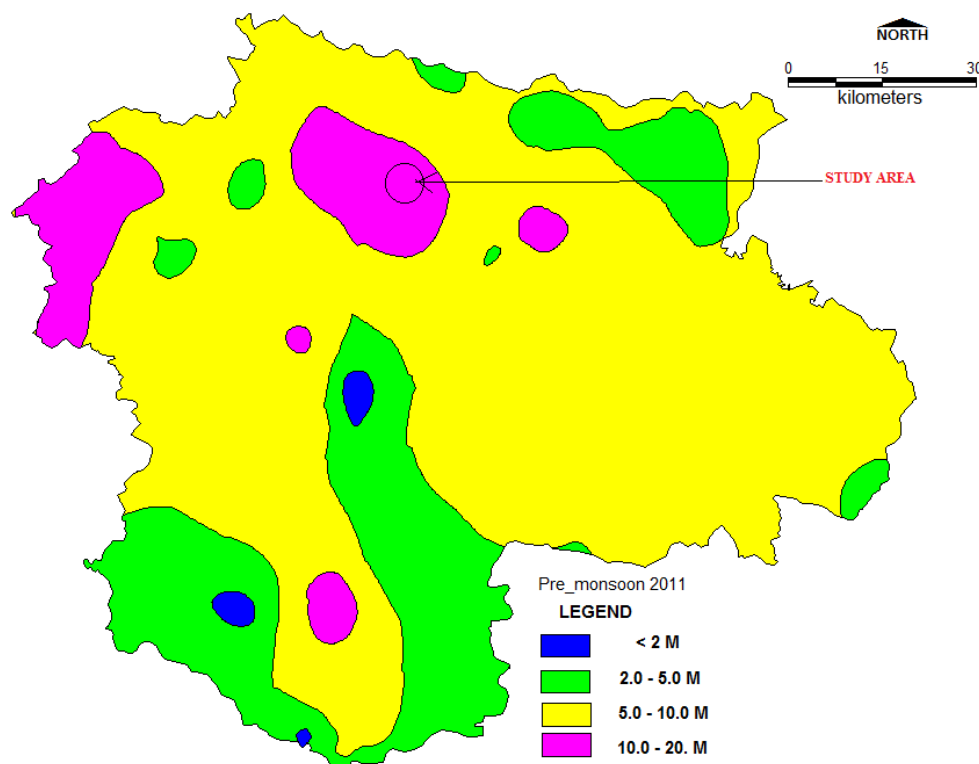 NORTH
0 15 30
kilometers
STUDY AREA
Pre_monsoon 2011
LEGEND
< 2 M
2.0 - 5.0 M
5.0 - 10.0 M
10.0 - 20. M